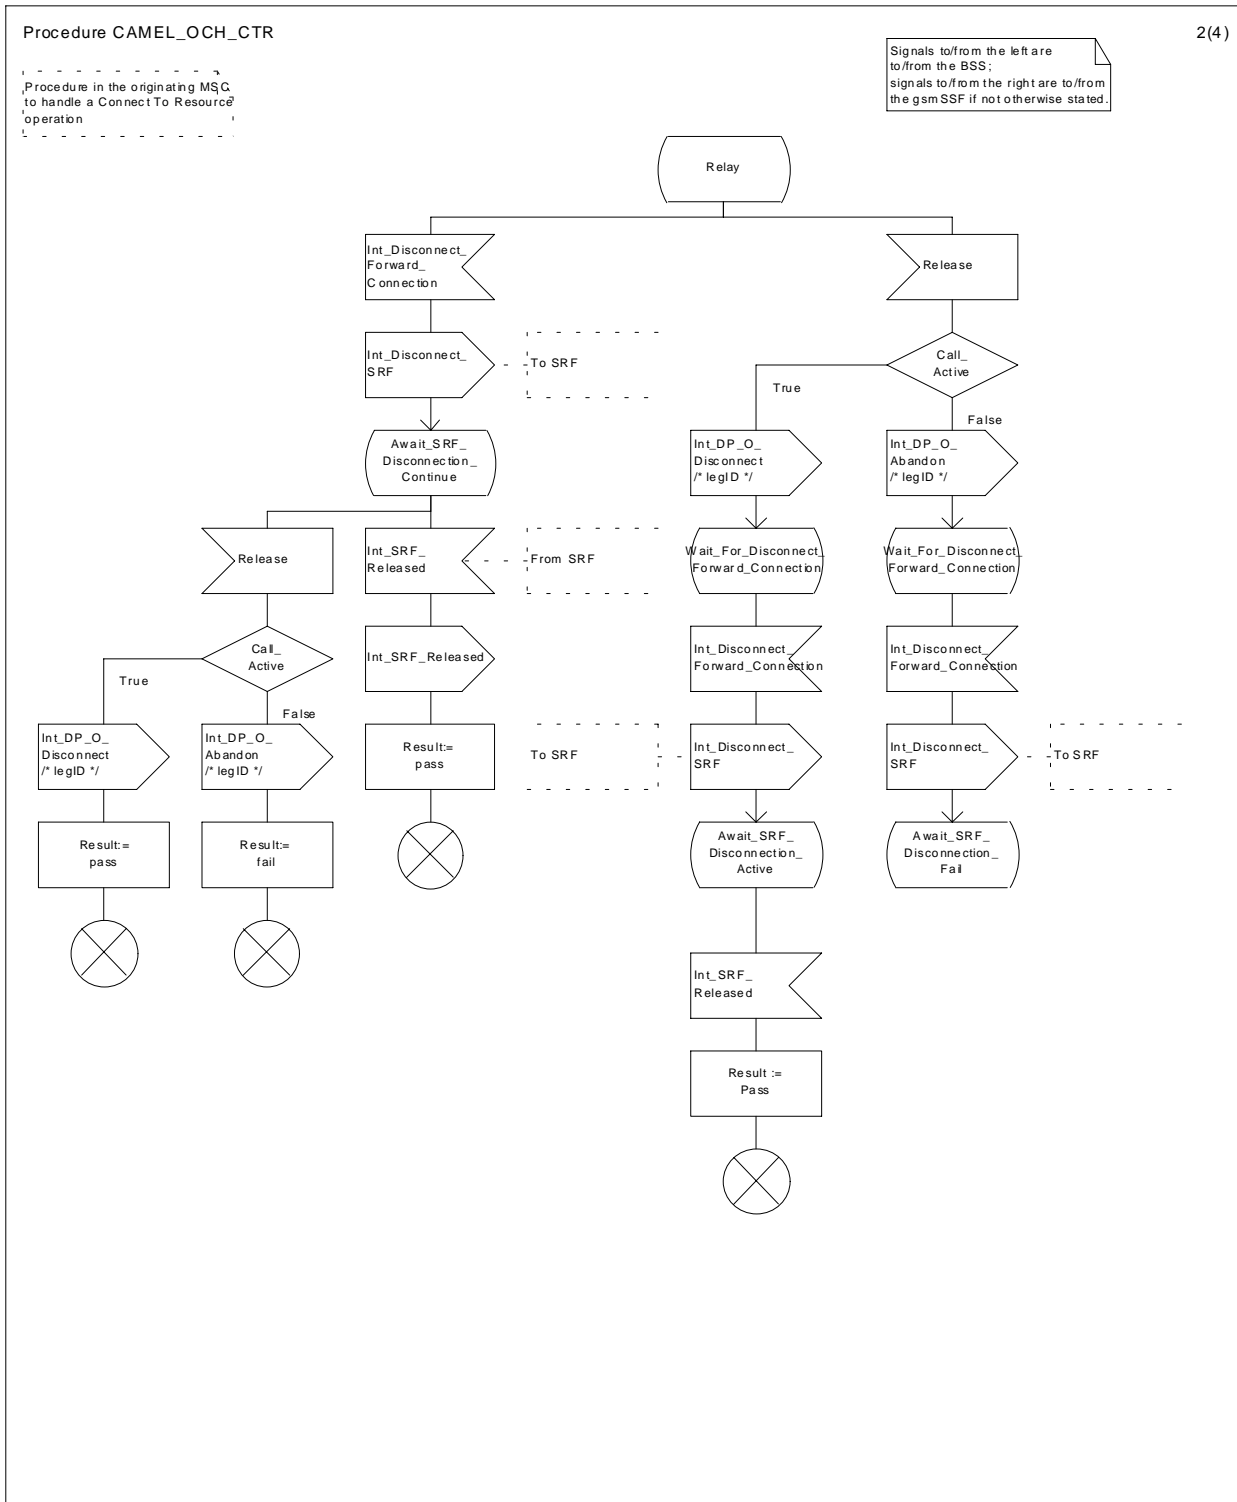 Procedure CAMEL_OCH_CTR
2(4)
Procedure in the originating MSC
to handle a Connect To Resource
operation
Signals to/from the left are
to/from the BSS;
signals to/from the right are to/from
the gsmSSF if not otherwise stated.
Relay
Int_Disconnect_
Forward_
Connection
Release
Int_Disconnect_
SRF
To SRF
Call_
Active
True
False
Await_SRF_
Disconnection_
Continue
Int_DP_O_
Disconnect
/* legID */
Int_DP_O_
Abandon
/* legID */
Release
Int_SRF_
Released
From SRF
Wait_For_Disconnect_
Forward_Connection
Wait_For_Disconnect_
Forward_Connection
Call_
Active
True
False
Int_SRF_Released
Int_Disconnect_
Forward_Connection
Int_Disconnect_
Forward_Connection
Int_DP_O_
Disconnect
/* legID */
Int_DP_O_
Abandon
/* legID */
Result:=
pass
To SRF
Int_Disconnect_
SRF
Int_Disconnect_
SRF
To SRF
Result:=
pass
Result:=
fail
Await_SRF_
Disconnection_
Active
Await_SRF_
Disconnection_
Fail
Int_SRF_
Released
Result :=
Pass